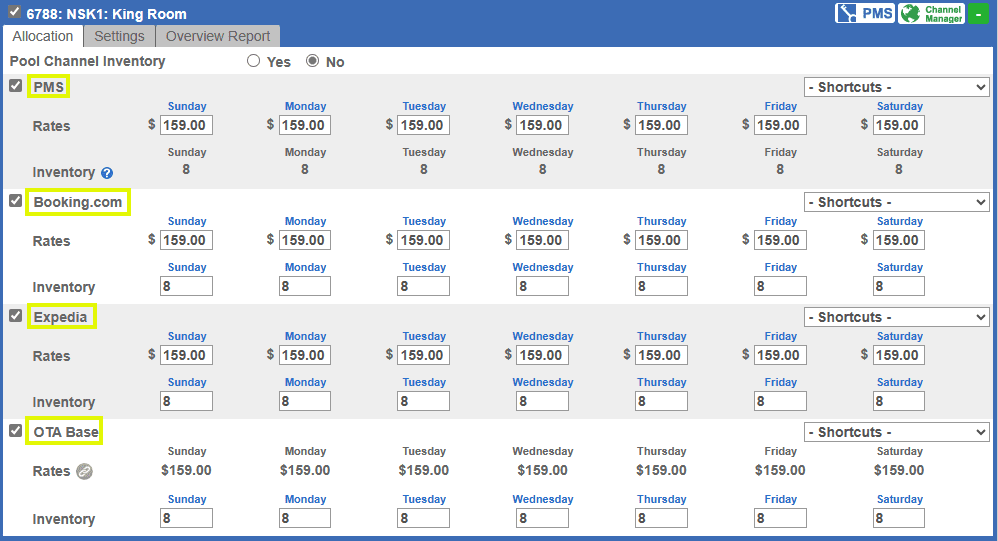 6788: NSK1: King Room PMS Channel Manager -
Allocation Settings Overview Report
Pool Channel Inventory Yes No
PMS - Shortcuts -
Sunday Monday Tuesday Wednesday Thursday Friday Saturday
Rates $ 159.00 $ 159.00 $ 159.00 $ 159.00 $ 159.00 $ 159.00 $ 159.00
Sunday Monday Tuesday Wednesday Thursday Friday Saturday
Inventory ? 8 8 8 8 8 8 8
Booking.com - Shortcuts -
Sunday Monday Tuesday Wednesday Thursday Friday Saturday
Rates $ 159.00 $ 159.00 $ 159.00 $ 159.00 $ 159.00 $ 159.00 $ 159.00
Sunday Monday Tuesday Wednesday Thursday Friday Saturday
Inventory 8 8 8 8 8 8 8
Expedia - Shortcuts -
Sunday Monday Tuesday Wednesday Thursday Friday Saturday
Rates $ 159.00 $ 159.00 $ 159.00 $ 159.00 $ 159.00 $ 159.00 $ 159.00
Sunday Monday Tuesday Wednesday Thursday Friday Saturday
Inventory 8 8 8 8 8 8 8
OTA Base - Shortcuts -
Sunday Monday Tuesday Wednesday Thursday Friday Saturday
Rates $159.00 $159.00 $159.00 $159.00 $159.00 $159.00 $159.00
Sunday Monday Tuesday Wednesday Thursday Friday Saturday
Inventory 8 8 8 8 8 8 8